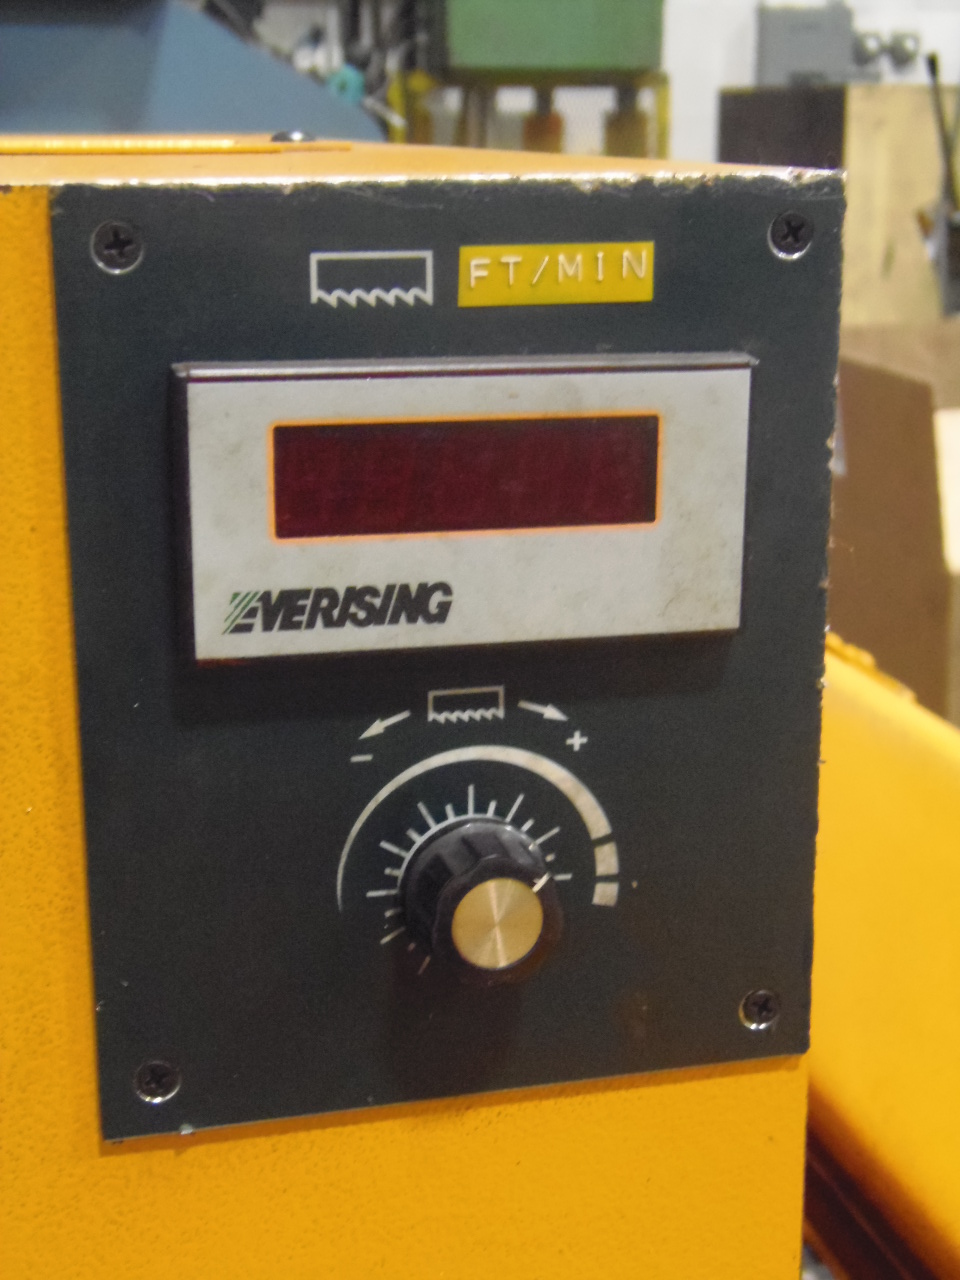 FT/MIN
EVERISING
- +